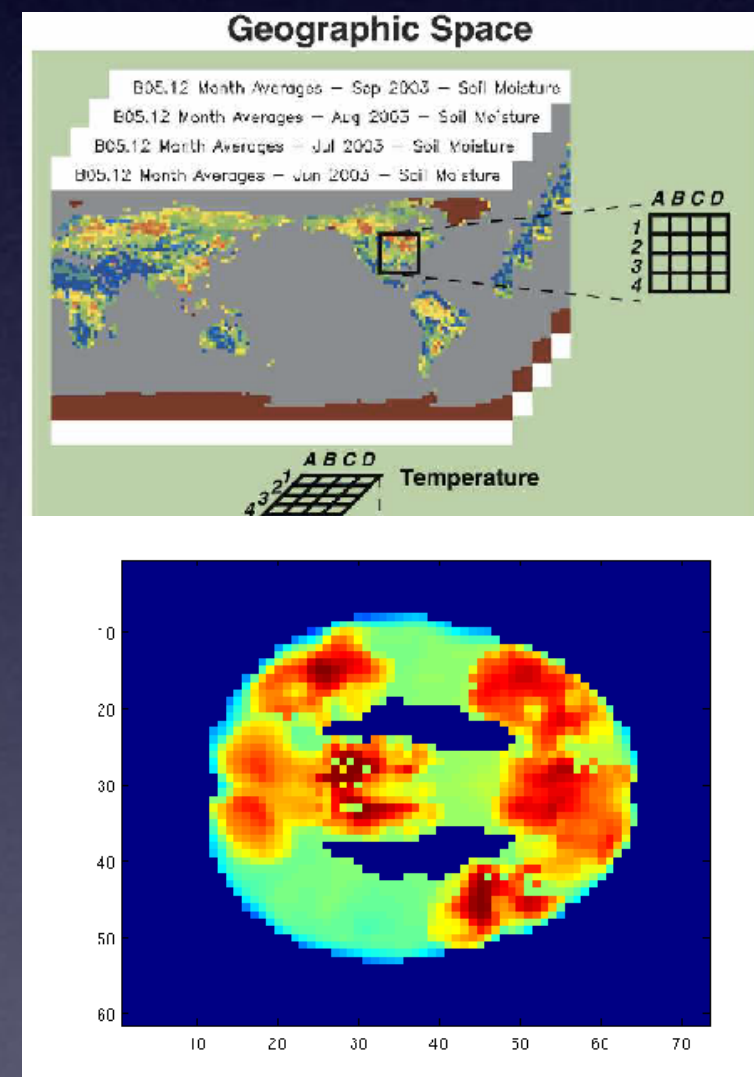 Geographic Space
B05.12 Month Averages – Sep 2003 – Soil Moisture
B05.12 Month Averages – Aug 2003 – Soil Moisture
B05.12 Month Averages – Jul 2003 – Soil Moisture
B05.12 Month Averages – Jun 2003 – Soil Moisture
A B C D
1
2
3
4
A B C D
1
2
3
4
Temperature
10
20
30
40
50
60
10 20 30 40 50 60 70